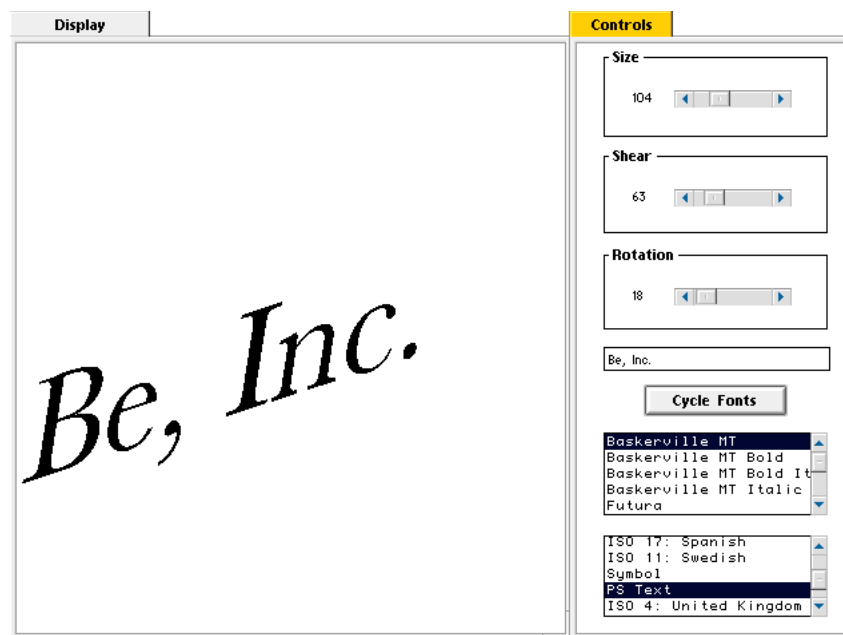 Display
Controls
Size
104
Shear
63
Rotation
18
Be, Inc.
Be, Inc.
Cycle Fonts
Baskerville MT
Baskerville MT Bold
Baskerville MT Bold It
Baskerville MT Italic
Futura
ISO 17: Spanish
ISO 11: Swedish
Symbol
PS Text
ISO 4: United Kingdom